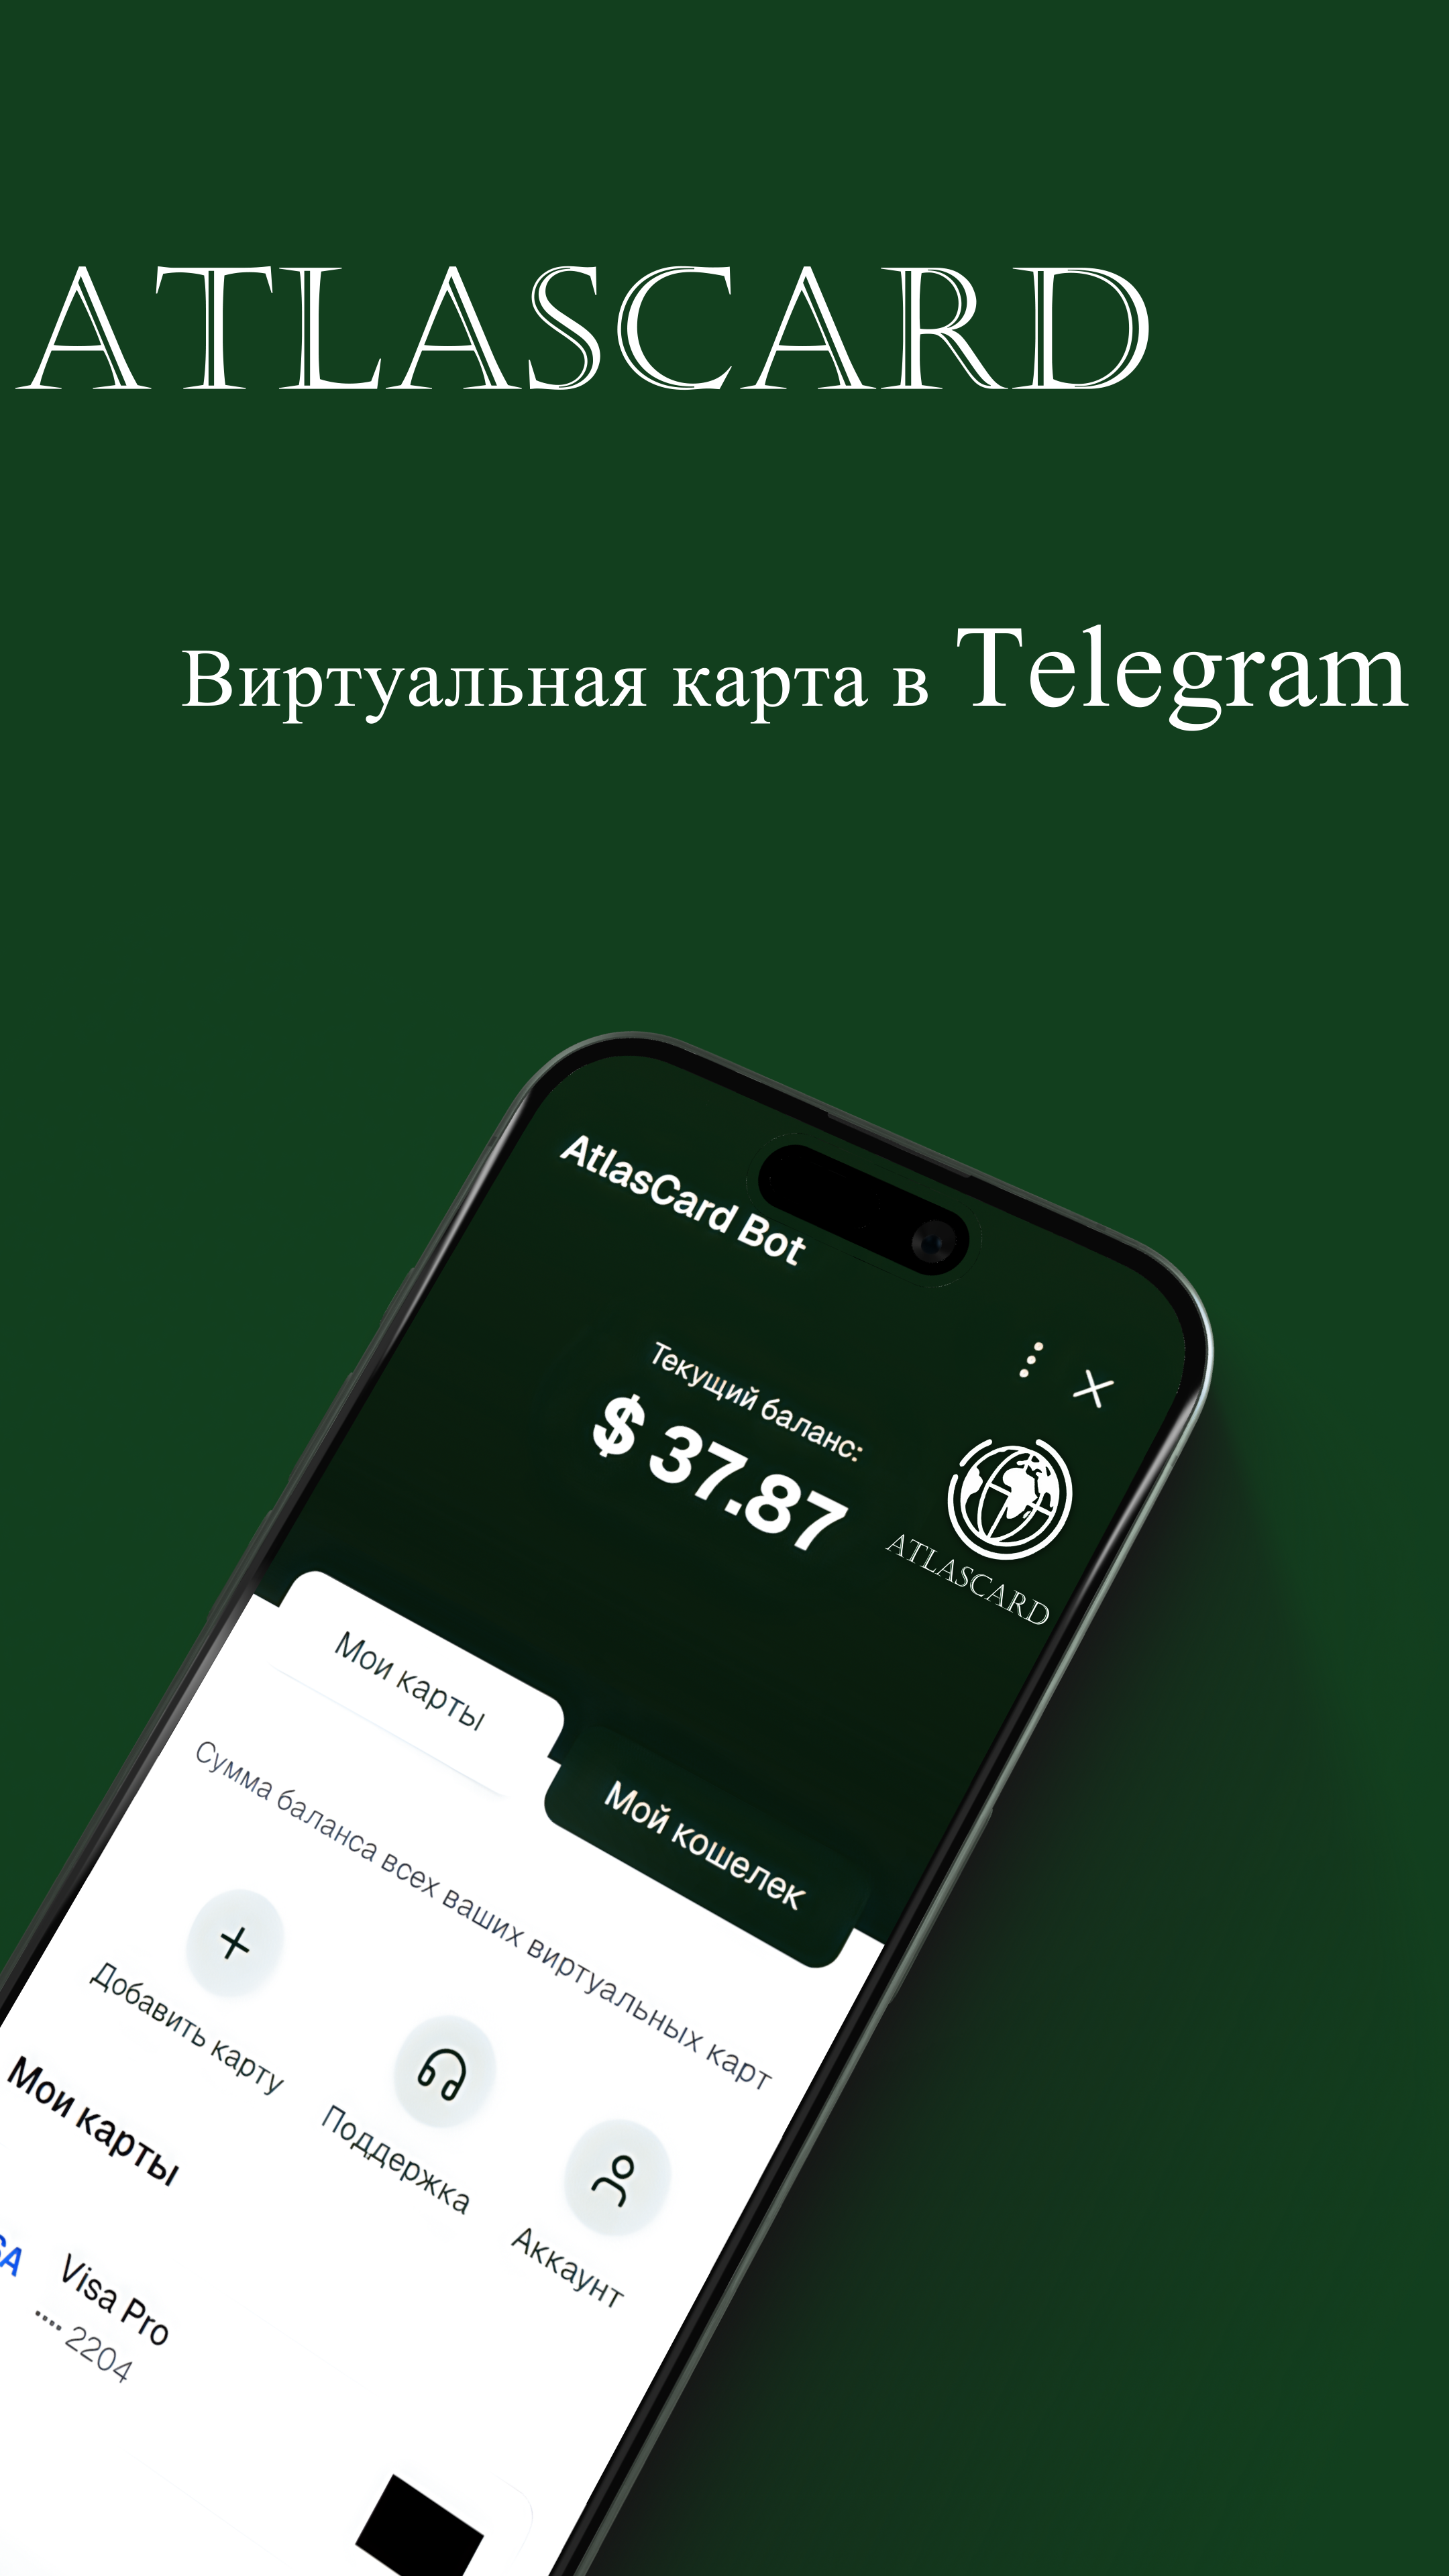 ATLASCARD
Виртуальная карта в Telegram
AtlasCard Bot
Текущий баланс:
$ 37.87
ATLASCARD
Мои карты
Мой кошелек
Сумма баланса всех ваших виртуальных карт
Добавить карту
Поддержка
Аккаунт
Мои карты
Visa Pro
···· 2204